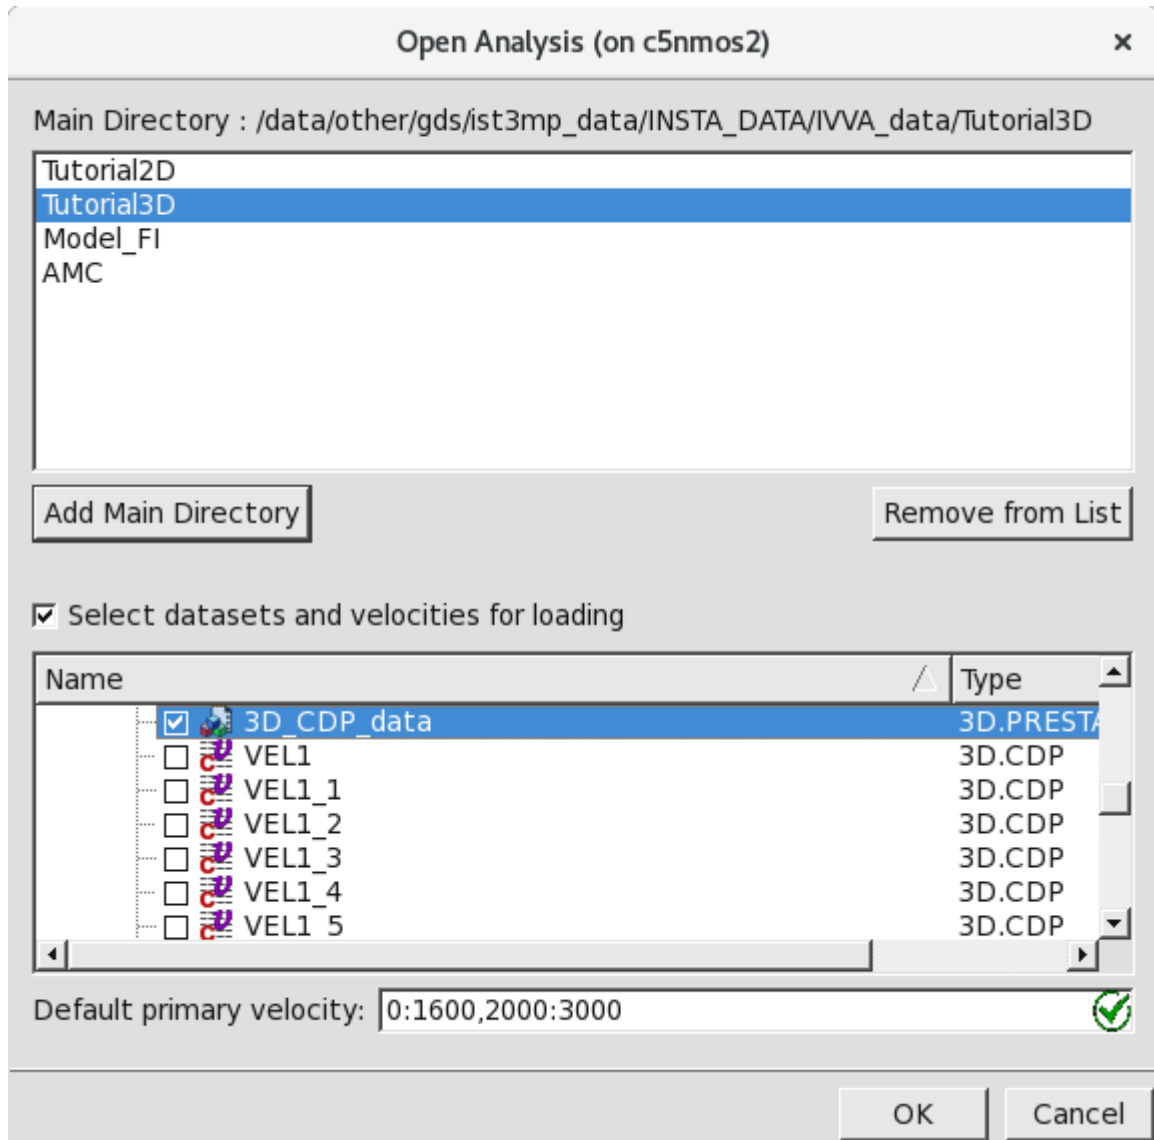 Open Analysis (on c5nmos2)
Main Directory : /data/other/gds/ist3mp_data/INSTA_DATA/IVVA_data/Tutorial3D
Tutorial2D
Tutorial3D
Model_FI
AMC
Add Main Directory Remove from List
Select datasets and velocities for loading
Name Type
3D_CDP_data 3D.PRESTA
VEL1 3D.CDP
VEL1_1 3D.CDP
VEL1_2 3D.CDP
VEL1_3 3D.CDP
VEL1_4 3D.CDP
VEL1_5 3D.CDP
Default primary velocity: 0:1600,2000:3000
OK Cancel